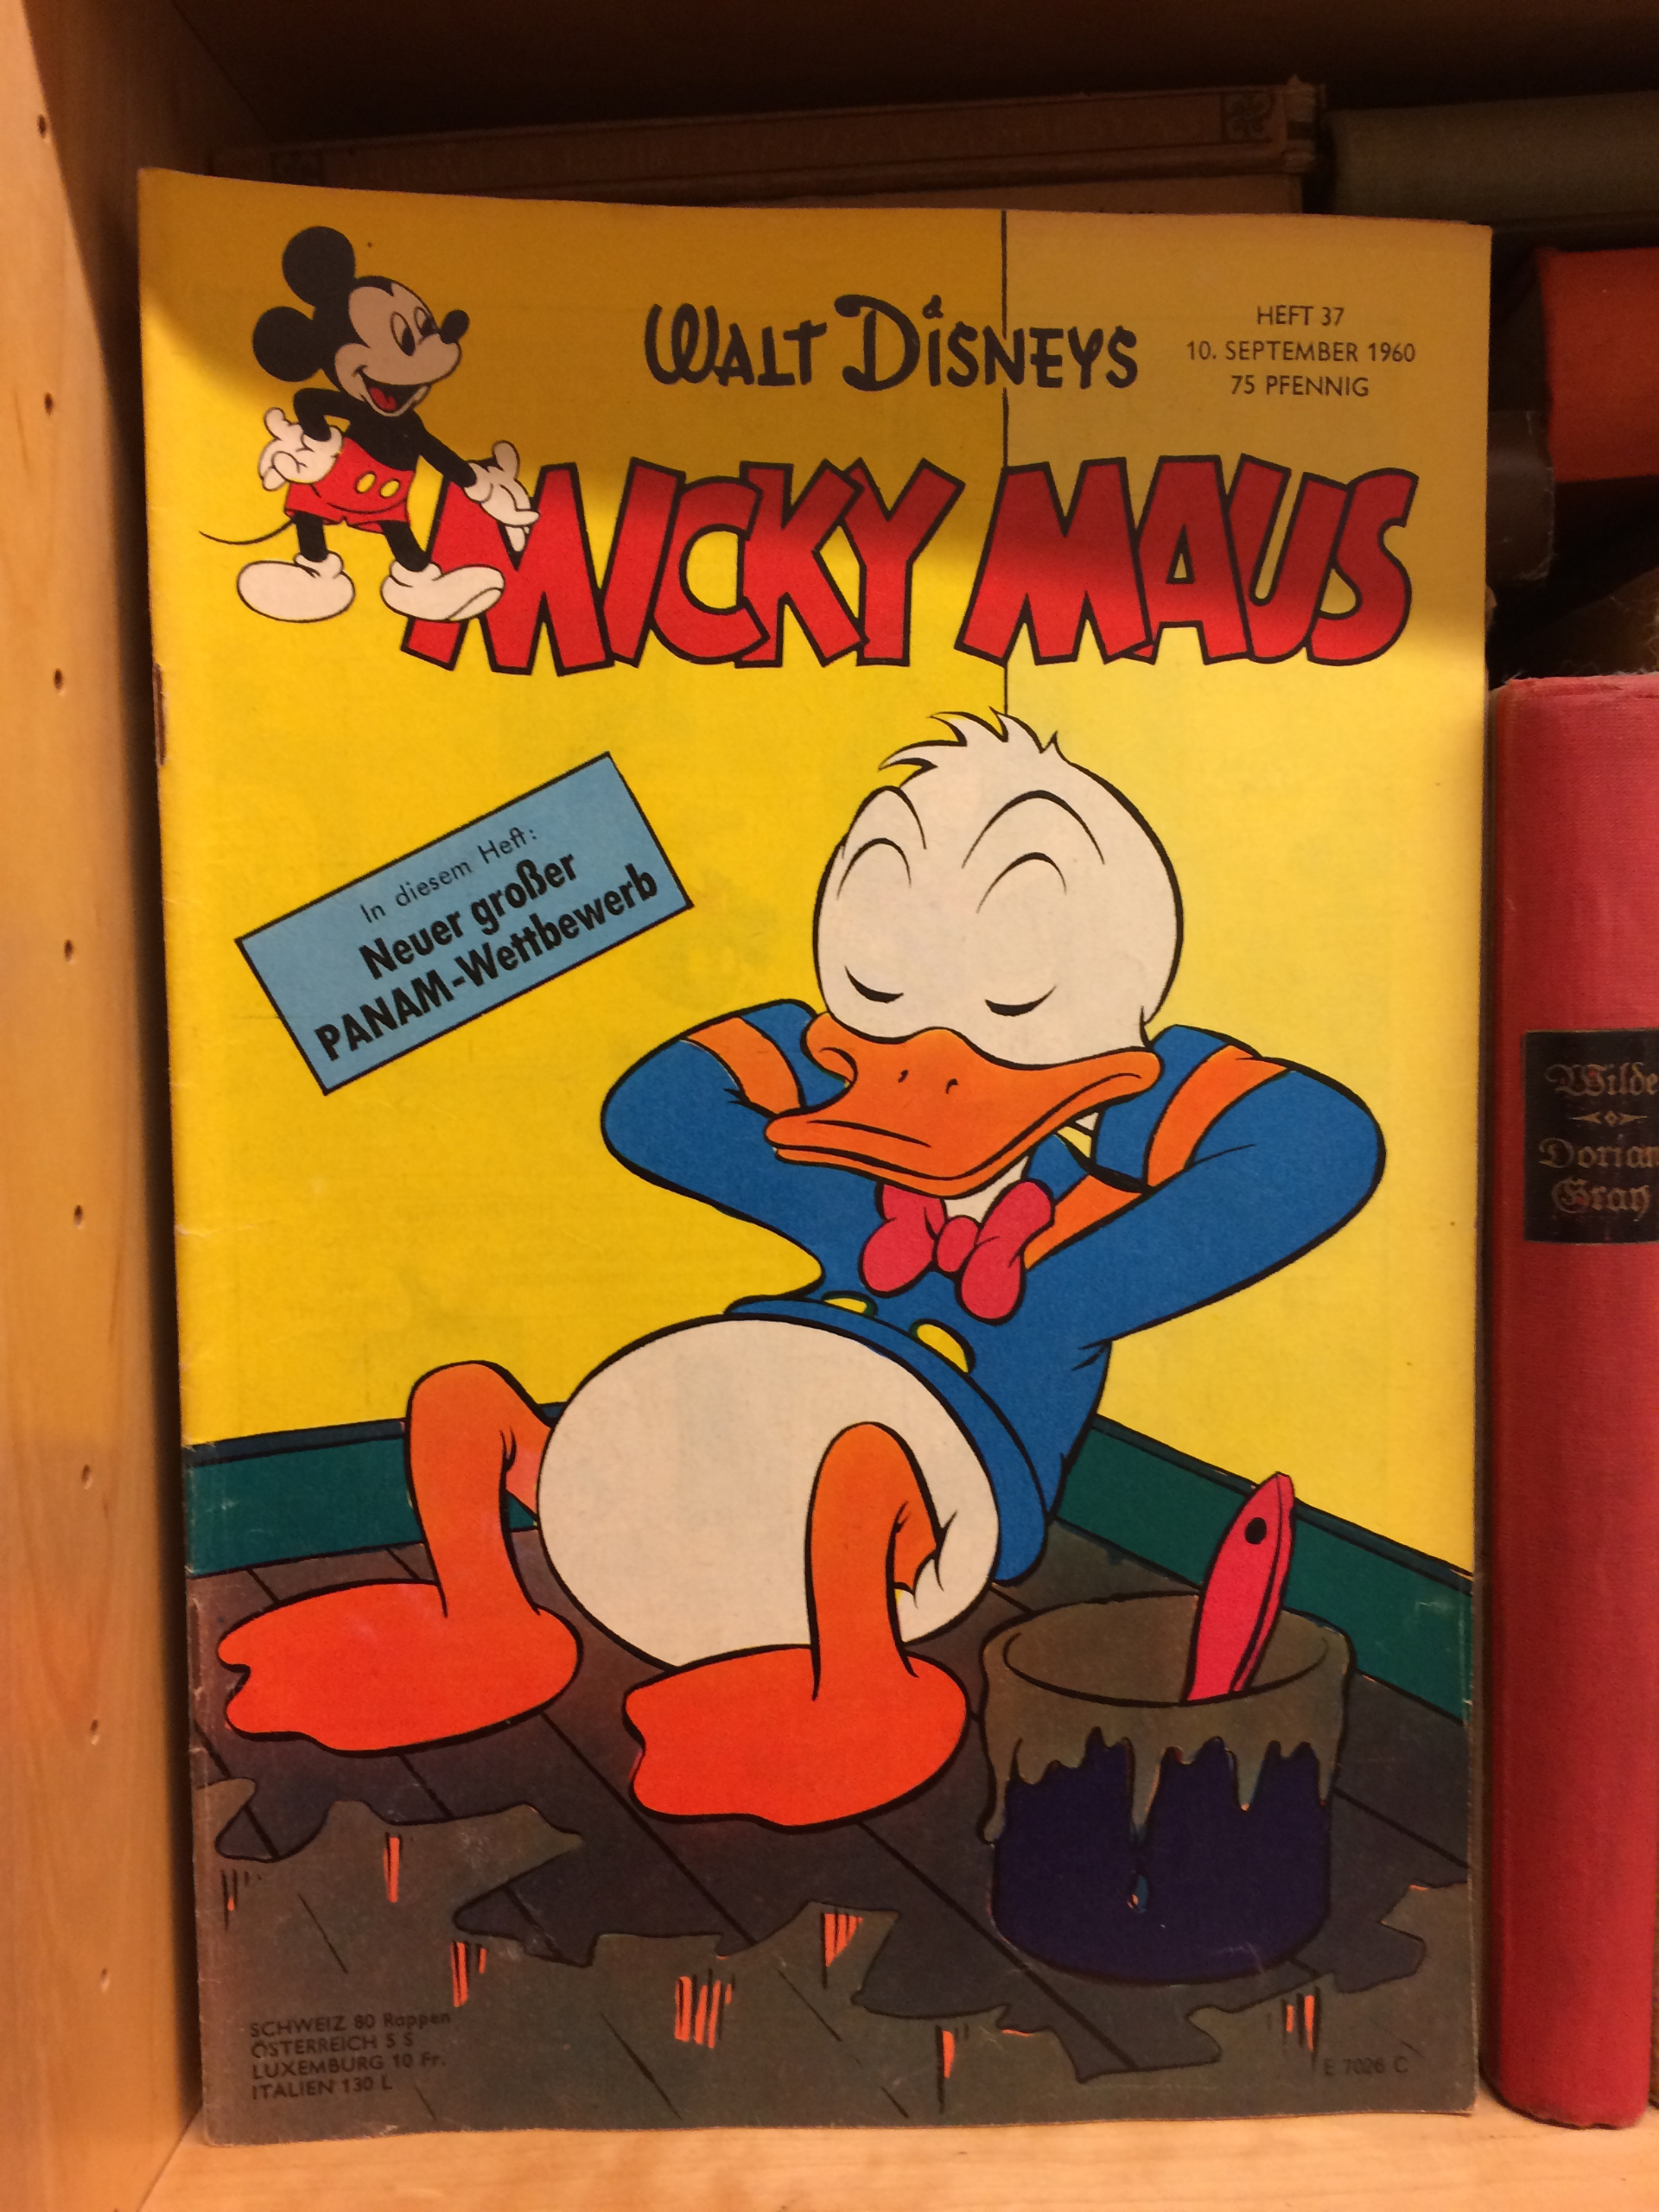 WALT DISNEYS
HEFT 37
10. SEPTEMBER 1960
75 PFENNIG
MICKY MAUS
In diesem Heft:
Neuer großer
PANAM-Wettbewerb
Wilde
Dorian
Gray
SCHWEIZ 80 Rappen
ÖSTERREICH 5 S
LUXEMBURG 10 Fr.
ITALIEN 130 L
E 7026 C